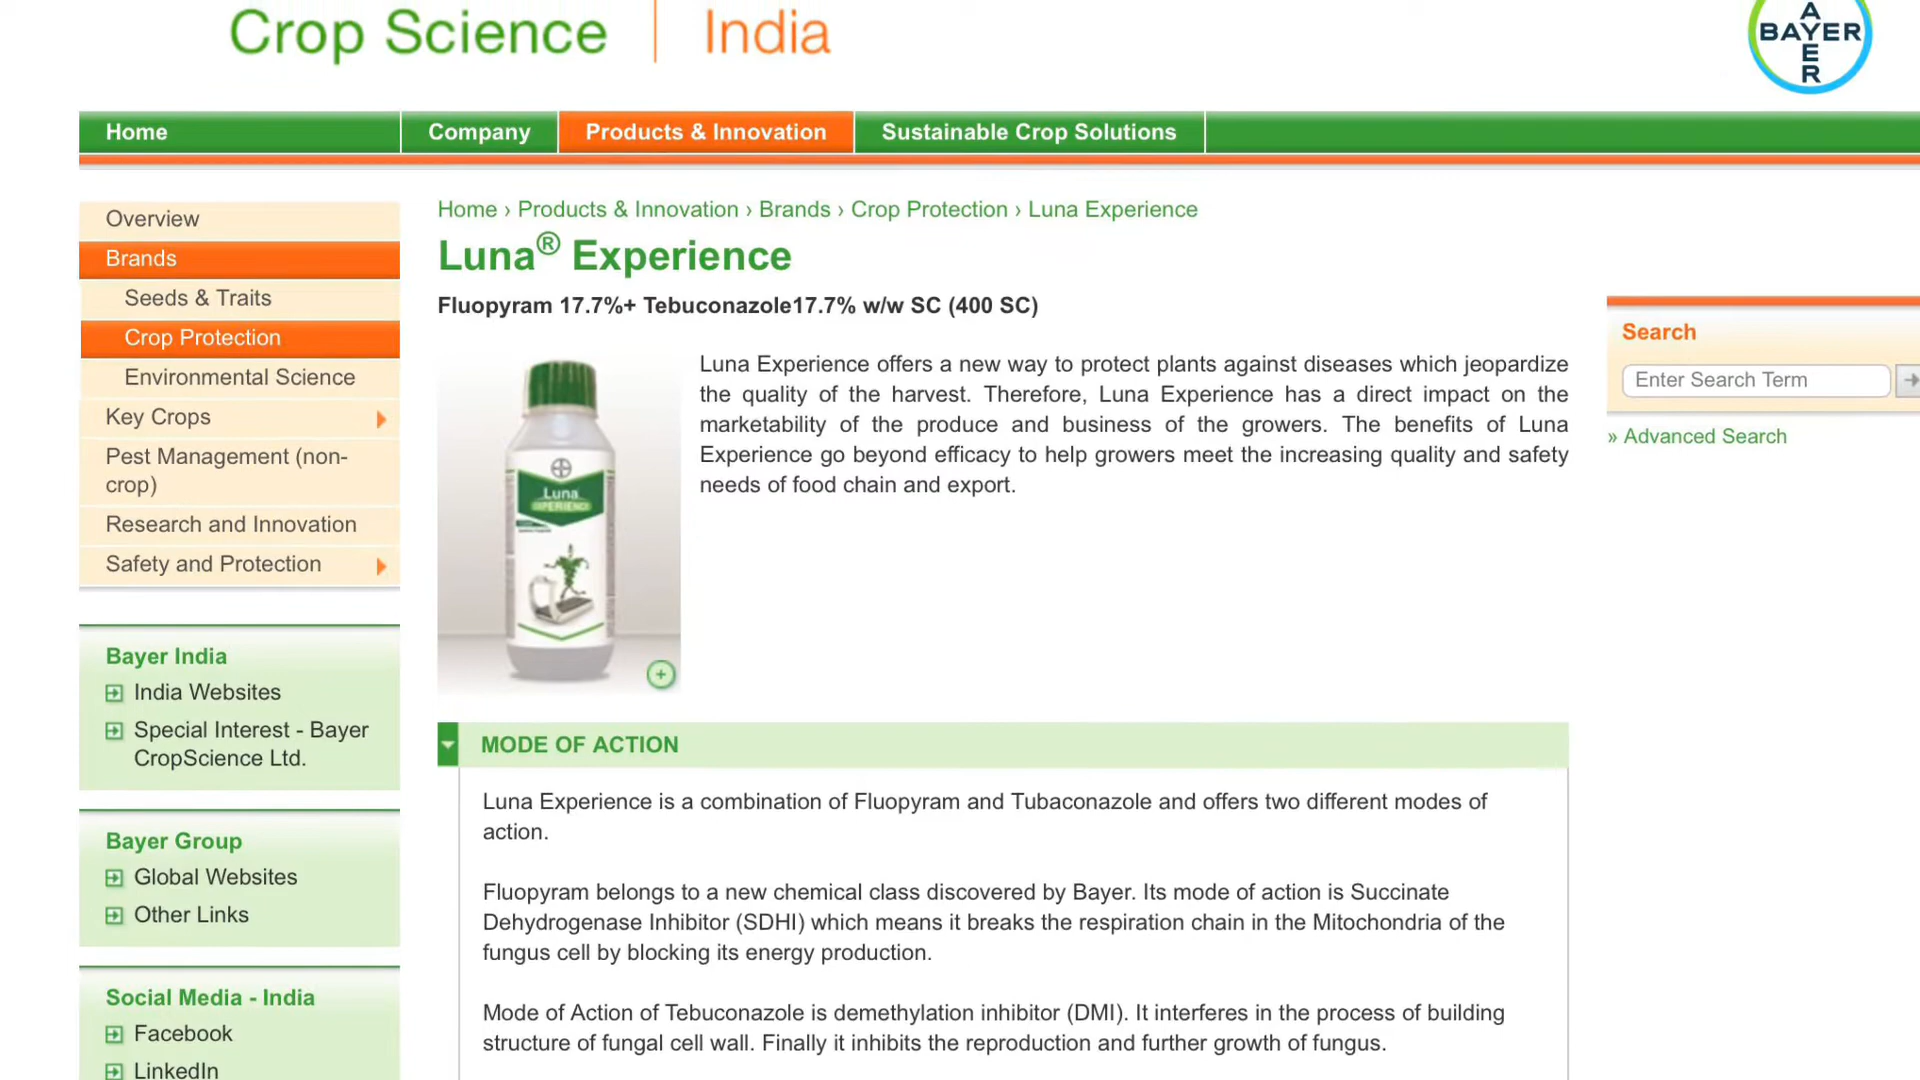 Crop Science India
BAYER
BAYER
Home Company Products & Innovation Sustainable Crop Solutions
Overview
Brands
Seeds & Traits
Crop Protection
Environmental Science
Key Crops
Pest Management (non-
crop)
Research and Innovation
Safety and Protection
Bayer India
India Websites
Special Interest - Bayer
CropScience Ltd.
Bayer Group
Global Websites
Other Links
Social Media - India
Facebook
LinkedIn
Home › Products & Innovation › Brands › Crop Protection › Luna Experience
Luna® Experience
Fluopyram 17.7%+ Tebuconazole17.7% w/w SC (400 SC)
Luna
EXPERIENCE
Luna Experience offers a new way to protect plants against diseases which jeopardize
the quality of the harvest. Therefore, Luna Experience has a direct impact on the
marketability of the produce and business of the growers. The benefits of Luna
Experience go beyond efficacy to help growers meet the increasing quality and safety
needs of food chain and export.
MODE OF ACTION
Luna Experience is a combination of Fluopyram and Tubaconazole and offers two different modes of
action.
Fluopyram belongs to a new chemical class discovered by Bayer. Its mode of action is Succinate
Dehydrogenase Inhibitor (SDHI) which means it breaks the respiration chain in the Mitochondria of the
fungus cell by blocking its energy production.
Mode of Action of Tebuconazole is demethylation inhibitor (DMI). It interferes in the process of building
structure of fungal cell wall. Finally it inhibits the reproduction and further growth of fungus.
Search
Enter Search Term
» Advanced Search